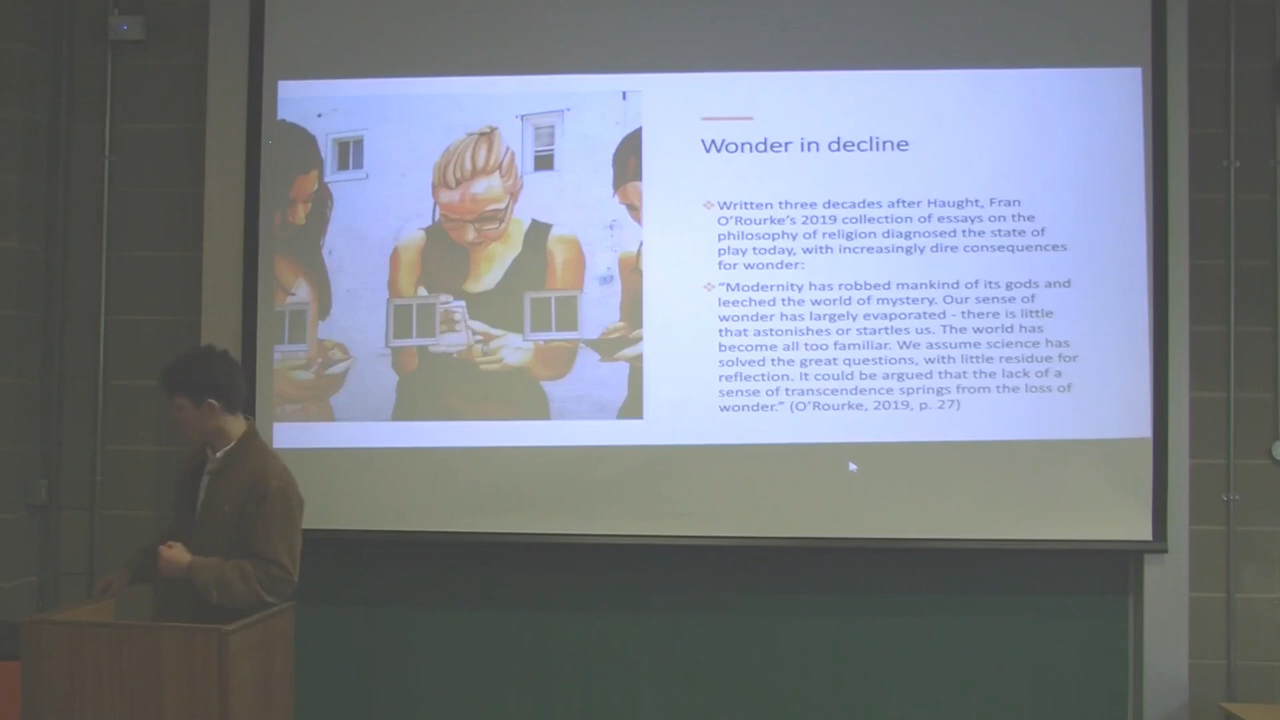 Wonder in decline
Written three decades after Haught, Fran
O'Rourke's 2019 collection of essays on the
philosophy of religion diagnosed the state of
play today, with increasingly dire consequences
for wonder:
"Modernity has robbed mankind of its gods and
leeched the world of mystery. Our sense of
wonder has largely evaporated - there is little
that astonishes or startles us. The world has
become all too familiar. We assume science has
solved the great questions, with little residue for
reflection. It could be argued that the lack of a
sense of transcendence springs from the loss of
wonder." (O'Rourke, 2019, p. 27)